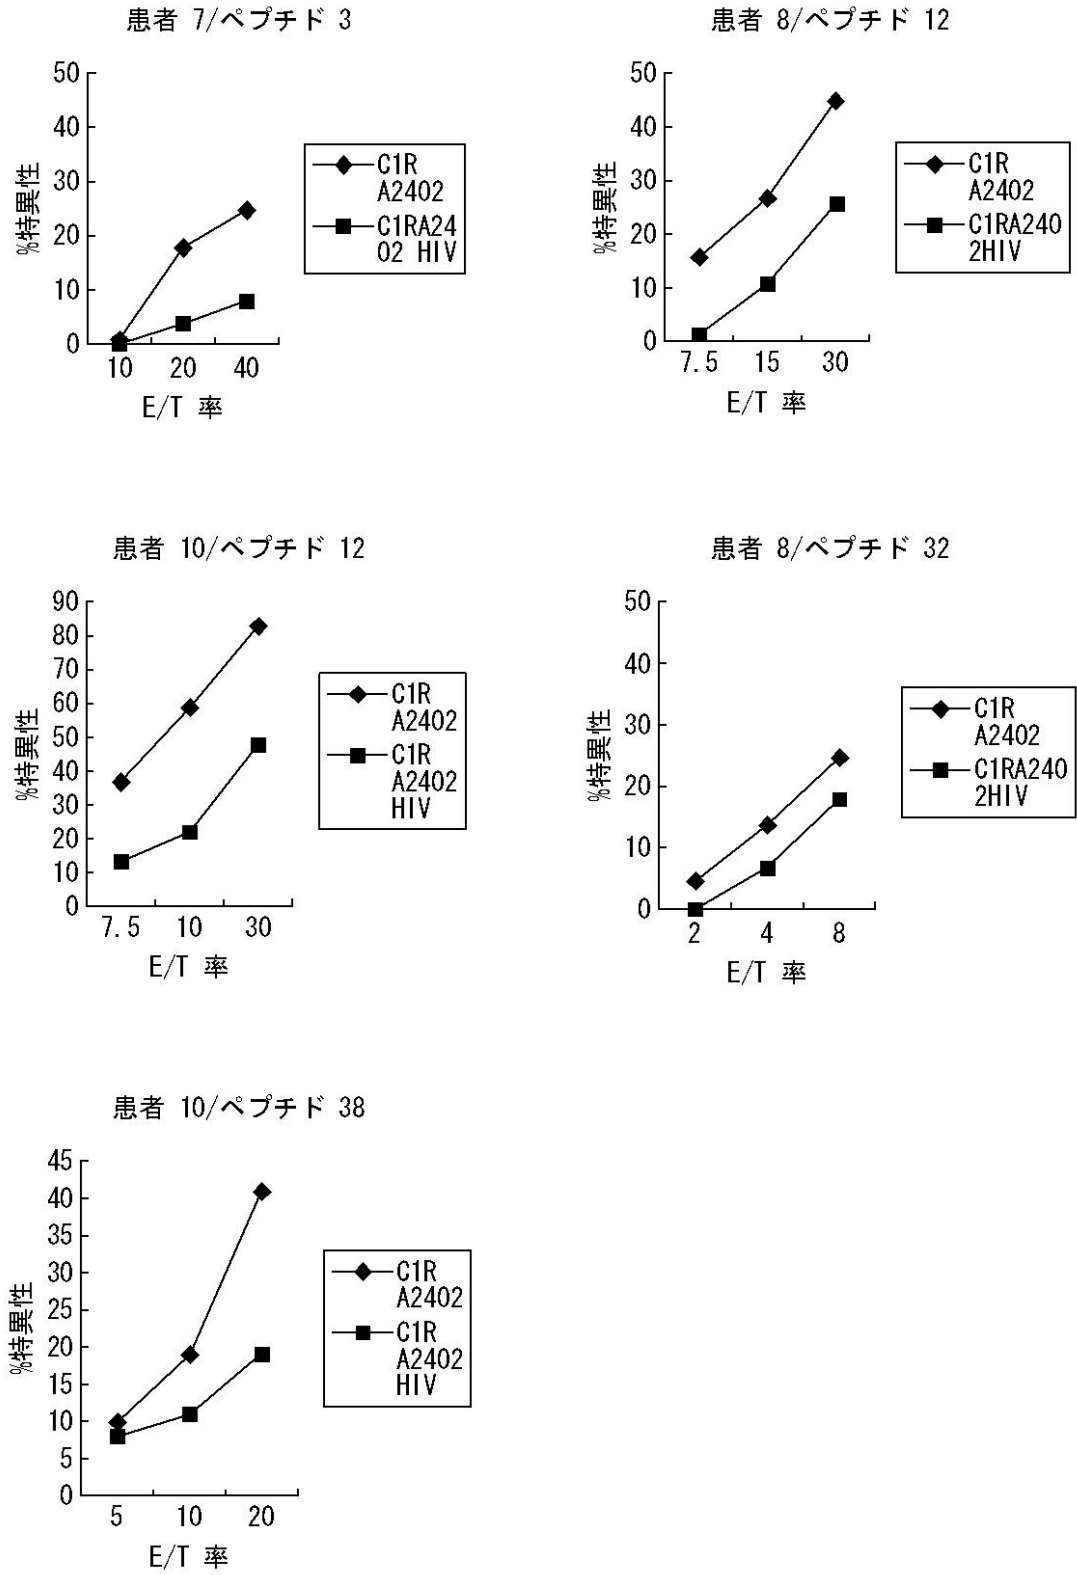 患者 7/ペプチド 3
50
40
30
20
10
0
%特異性
10 20 40
E/T 率
C1R
A2402
C1RA24
02 HIV
患者 8/ペプチド 12
50
40
30
20
10
0
%特異性
7.5 15 30
E/T 率
C1R
A2402
C1RA240
2HIV
患者 10/ペプチド 12
90
80
70
60
50
40
30
20
10
0
%特異性
7.5 10 30
E/T 率
C1R
A2402
C1R
A2402
HIV
患者 8/ペプチド 32
50
40
30
20
10
0
%特異性
2 4 8
E/T 率
C1R
A2402
C1RA240
2HIV
患者 10/ペプチド 38
45
40
35
30
25
20
15
10
5
0
%特異性
5 10 20
E/T 率
C1R
A2402
C1R
A2402
HIV